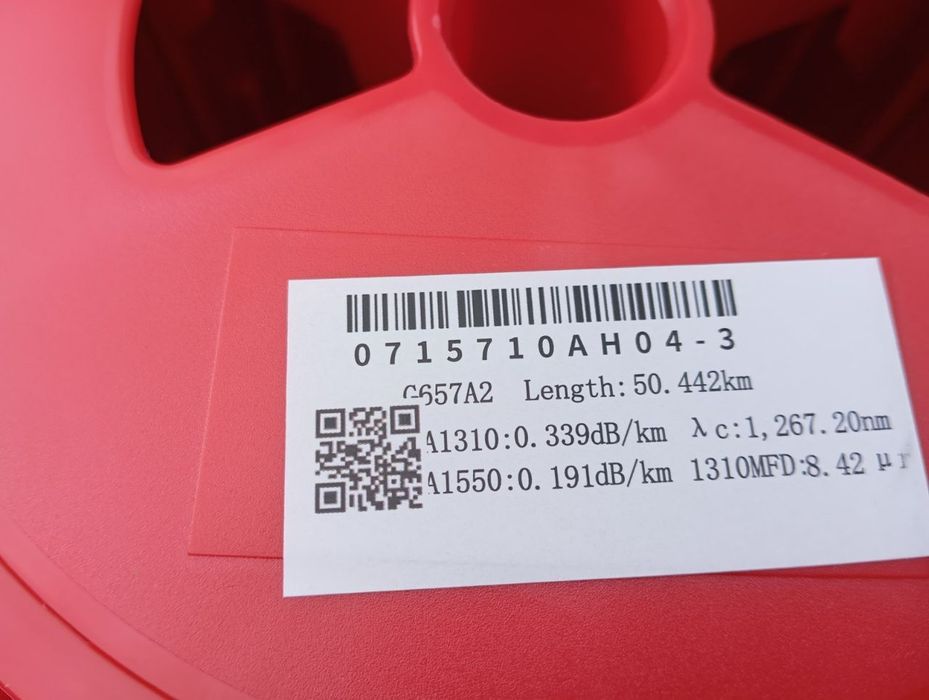 0715710AH04-3
G657A2 Length:50.442km
A1310:0.339dB/km λc:1,267.20nm
A1550:0.191dB/km 1310MFD:8.42